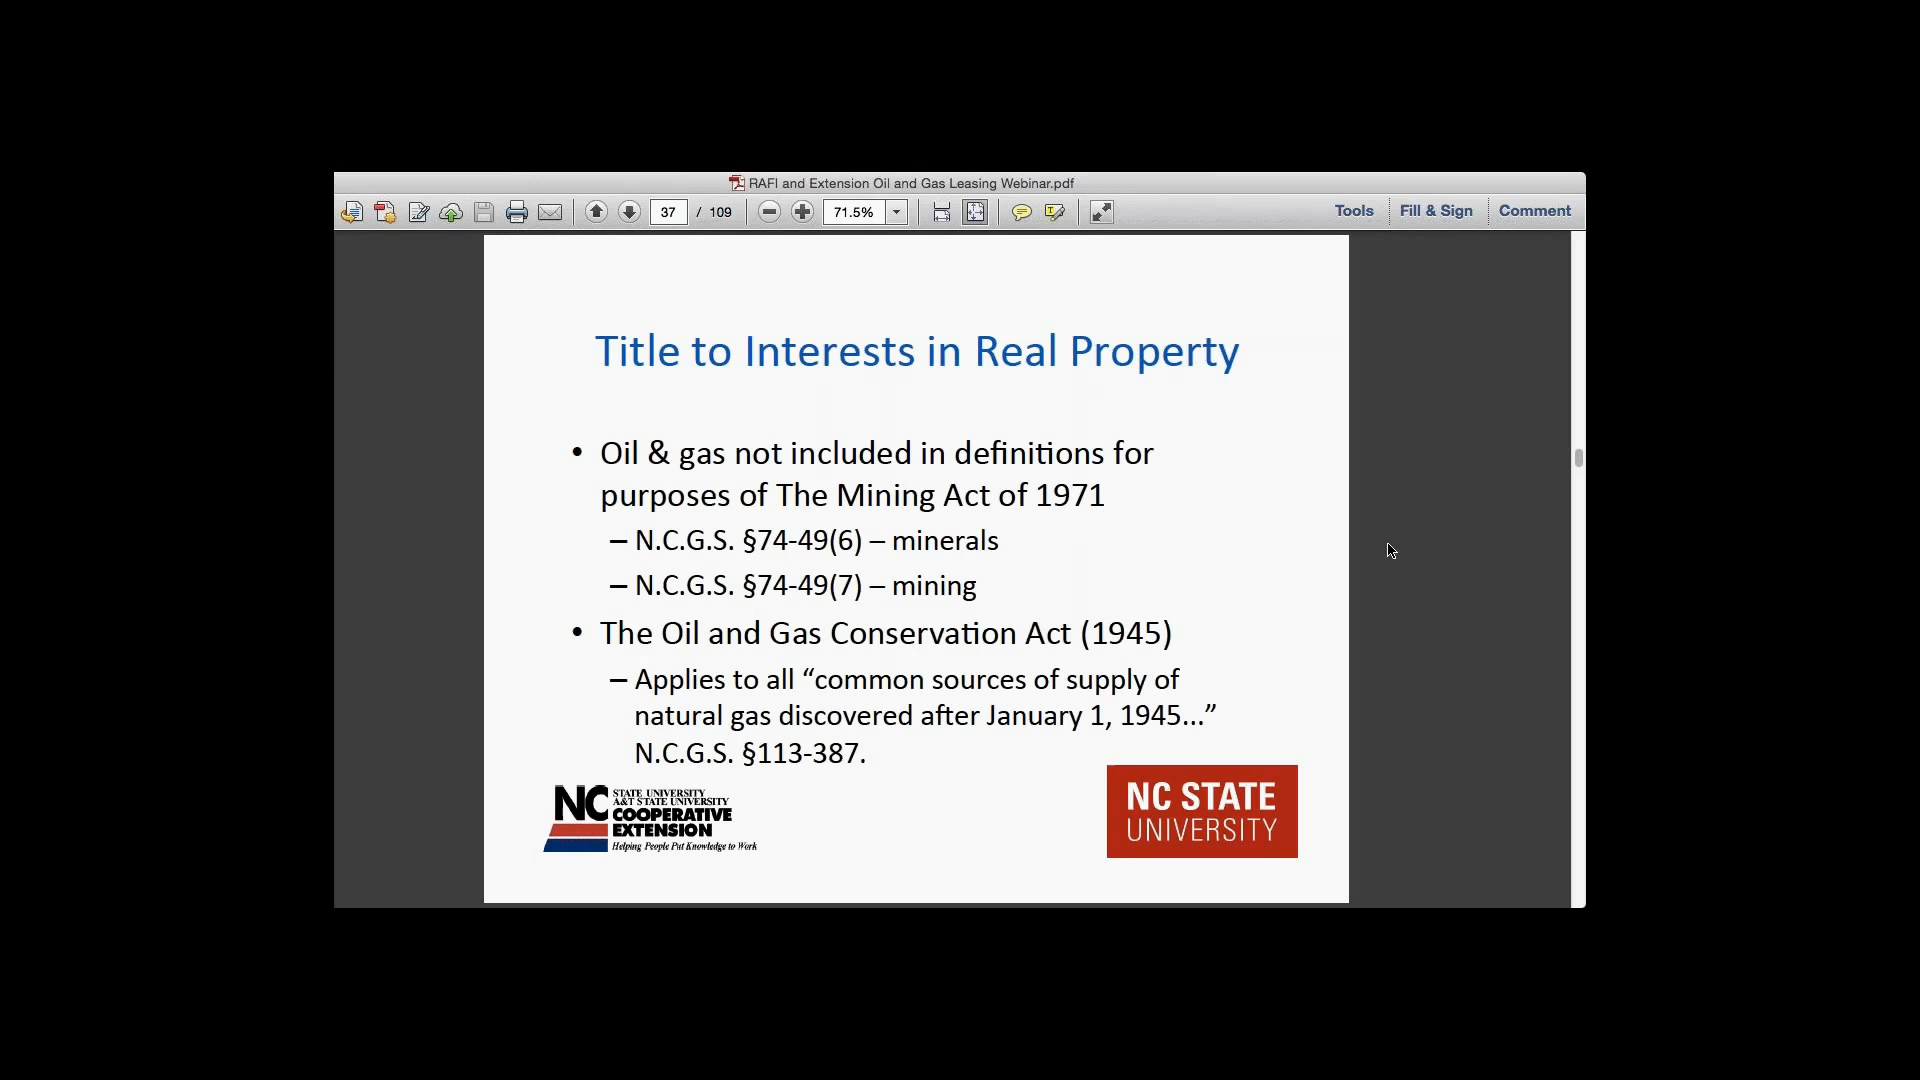 RAFI and Extension Oil and Gas Leasing Webinar.pdf
37 / 109 71.5% Tools Fill & Sign Comment
Title to Interests in Real Property
• Oil & gas not included in definitions for
purposes of The Mining Act of 1971
– N.C.G.S. §74-49(6) – minerals
– N.C.G.S. §74-49(7) – mining
• The Oil and Gas Conservation Act (1945)
– Applies to all “common sources of supply of
natural gas discovered after January 1, 1945...”
N.C.G.S. §113-387.
NC STATE UNIVERSITY
A&T STATE UNIVERSITY
COOPERATIVE
EXTENSION
Helping People Put Knowledge to Work
NC STATE
UNIVERSITY